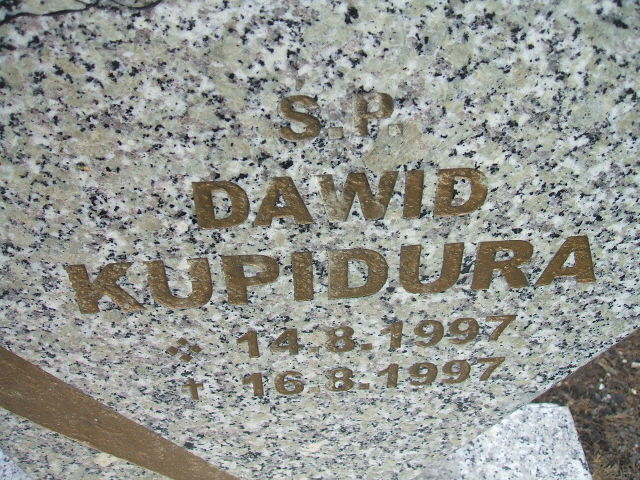 S.P.
DAWID
KUPIDURA
14.8.1997
✝ 16.8.1997